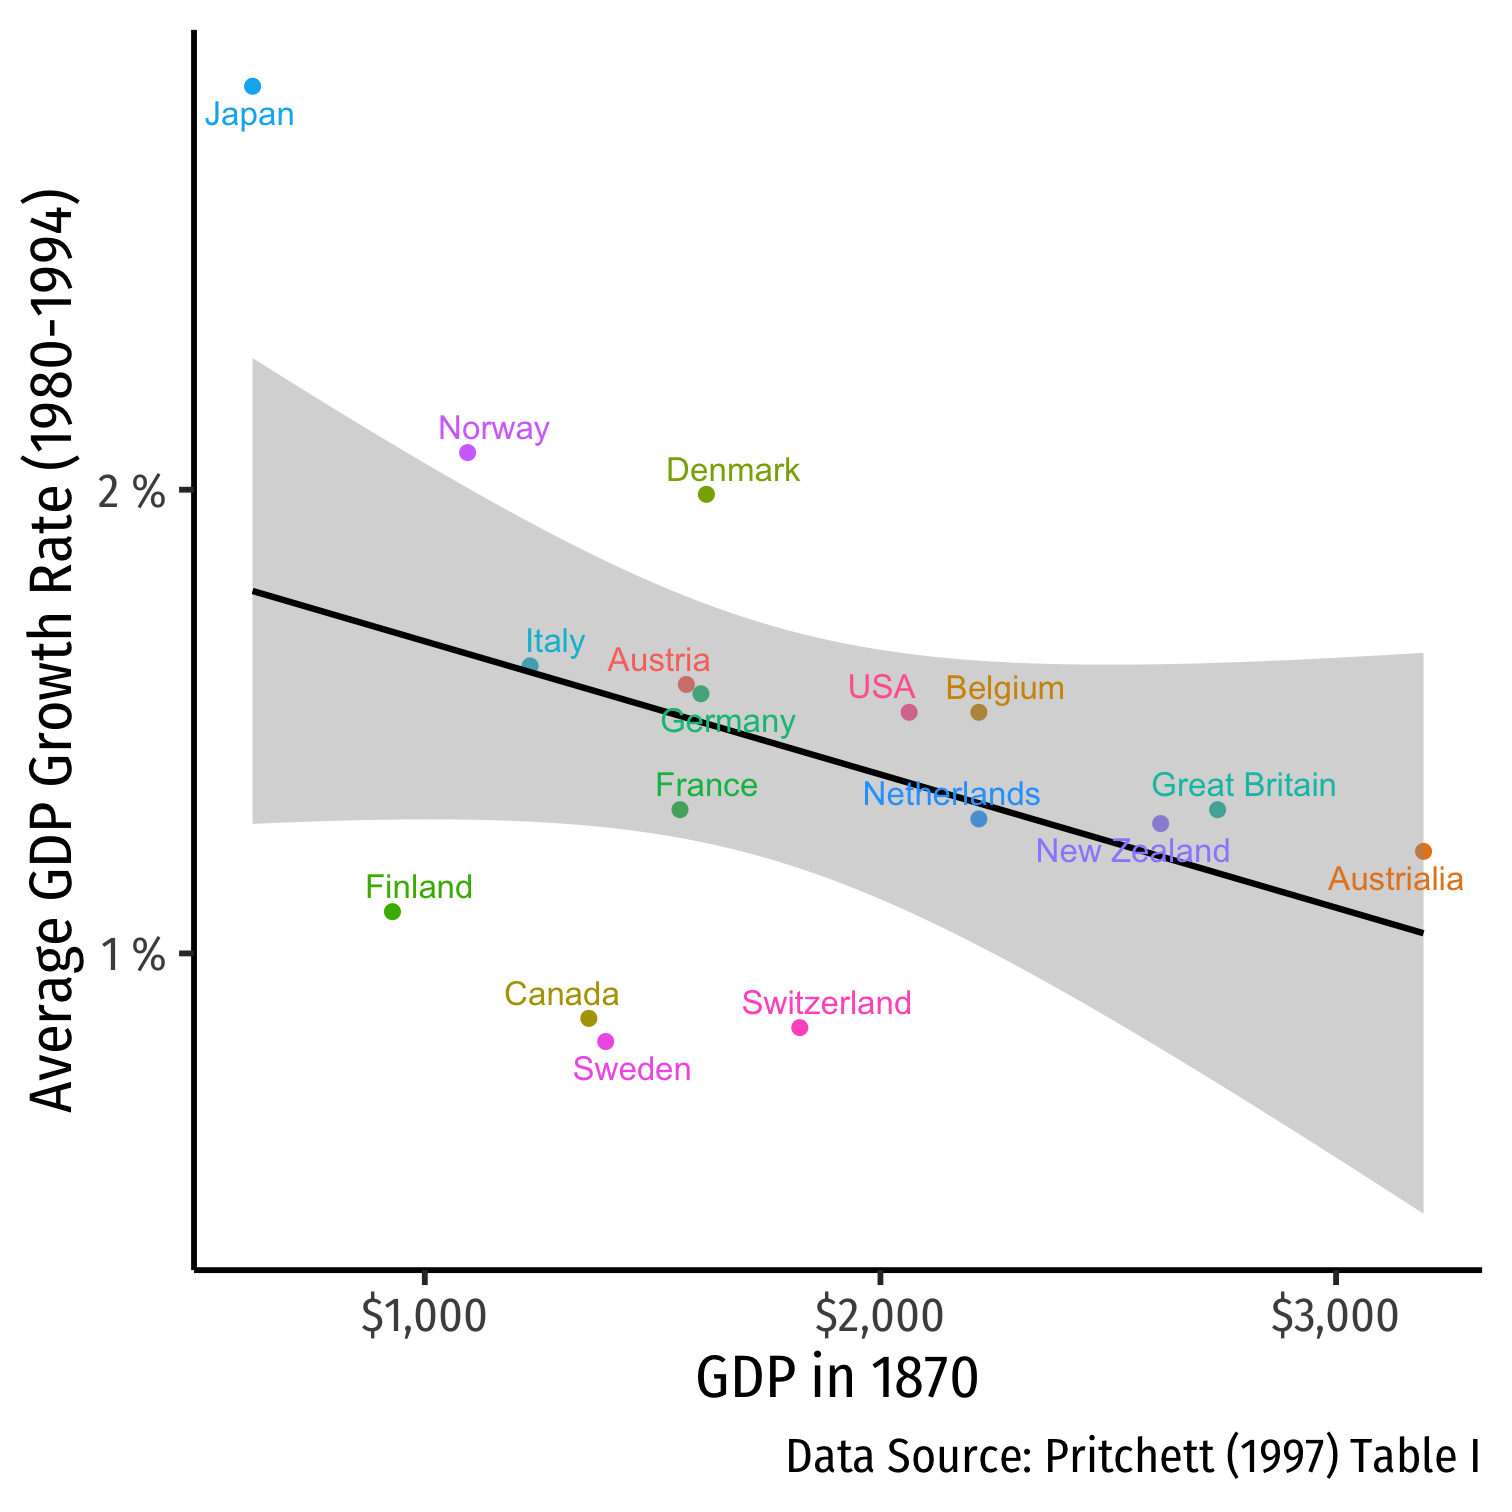 Average GDP Growth Rate (1980-1994)
2 %
1 %
Japan
Norway
Denmark
Italy
Austria
Germany
USA
Belgium
France
Netherlands
Great Britain
New Zealand
Austrialia
Finland
Canada
Switzerland
Sweden
$1,000
$2,000
$3,000
GDP in 1870
Data Source: Pritchett (1997) Table I